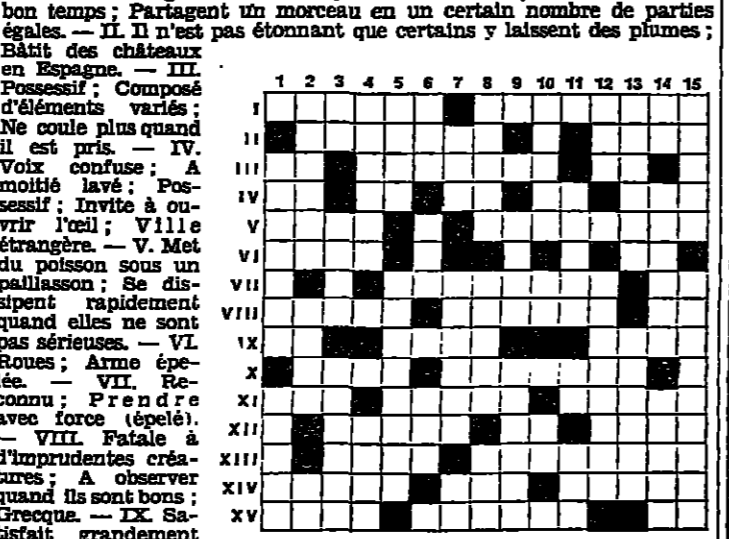 bon temps ; Partagent un morceau en un certain nombre de parties
égales. — II. Il n'est pas étonnant que certains y laissent des plumes ;
Bâtit des châteaux
en Espagne. — III.
Possessif ; Composé
d'éléments variés ;
Ne coule plus quand
il est pris. — IV.
Voix confuse ; A
moitié lavé ; Pos-
sessif ; Invite à ou-
vrir l'œil ; Ville
étrangère. — V. Met
du poisson sous un
paillasson ; Se dis-
sipent rapidement
quand elles ne sont
pas sérieuses. — VI.
Roues ; Arme épe-
lée. — VII. Re-
connu ; Prendre
avec force (épelé).
— VIII. Fatale à
d'imprudentes créa-
tures ; A observer
quand ils sont bons ;
Grecque. — IX. Sa-
tisfait grandement
1 2 3 4 5 6 7 8 9 10 11 12 13 14 15
I
II
III
IV
V
VI
VII
VIII
IX
X
XI
XII
XIII
XIV
XV